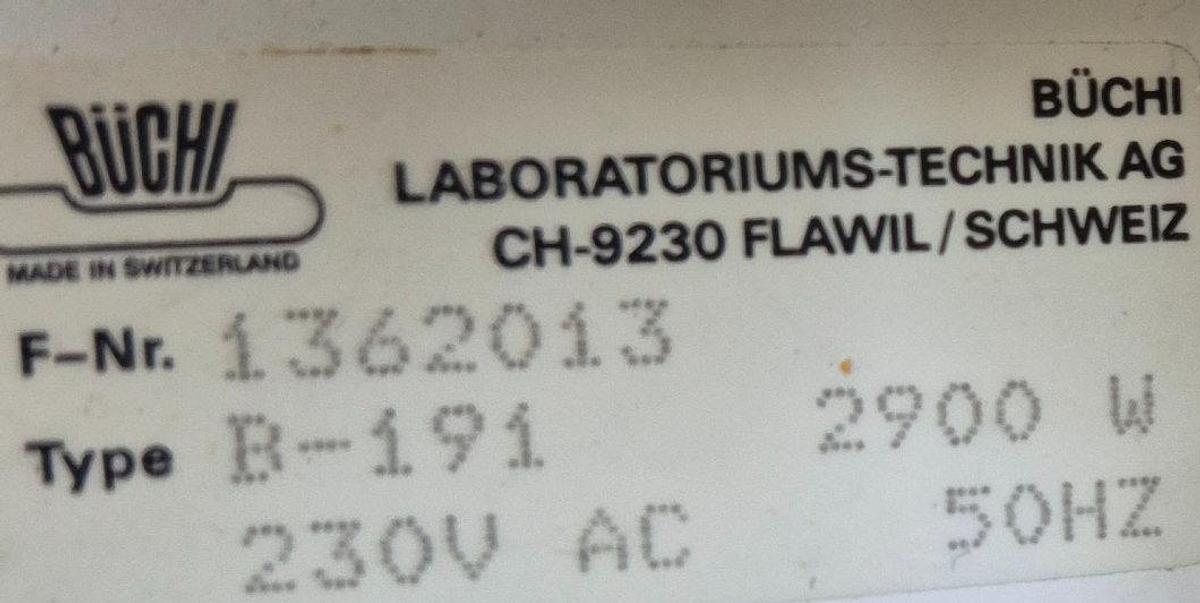 BÜCHI
MADE IN SWITZERLAND
BÜCHI
LABORATORIUMS-TECHNIK AG
CH-9230 FLAWIL / SCHWEIZ
F-Nr. 1362013
Type B-191 2900 W
230V AC 50HZ